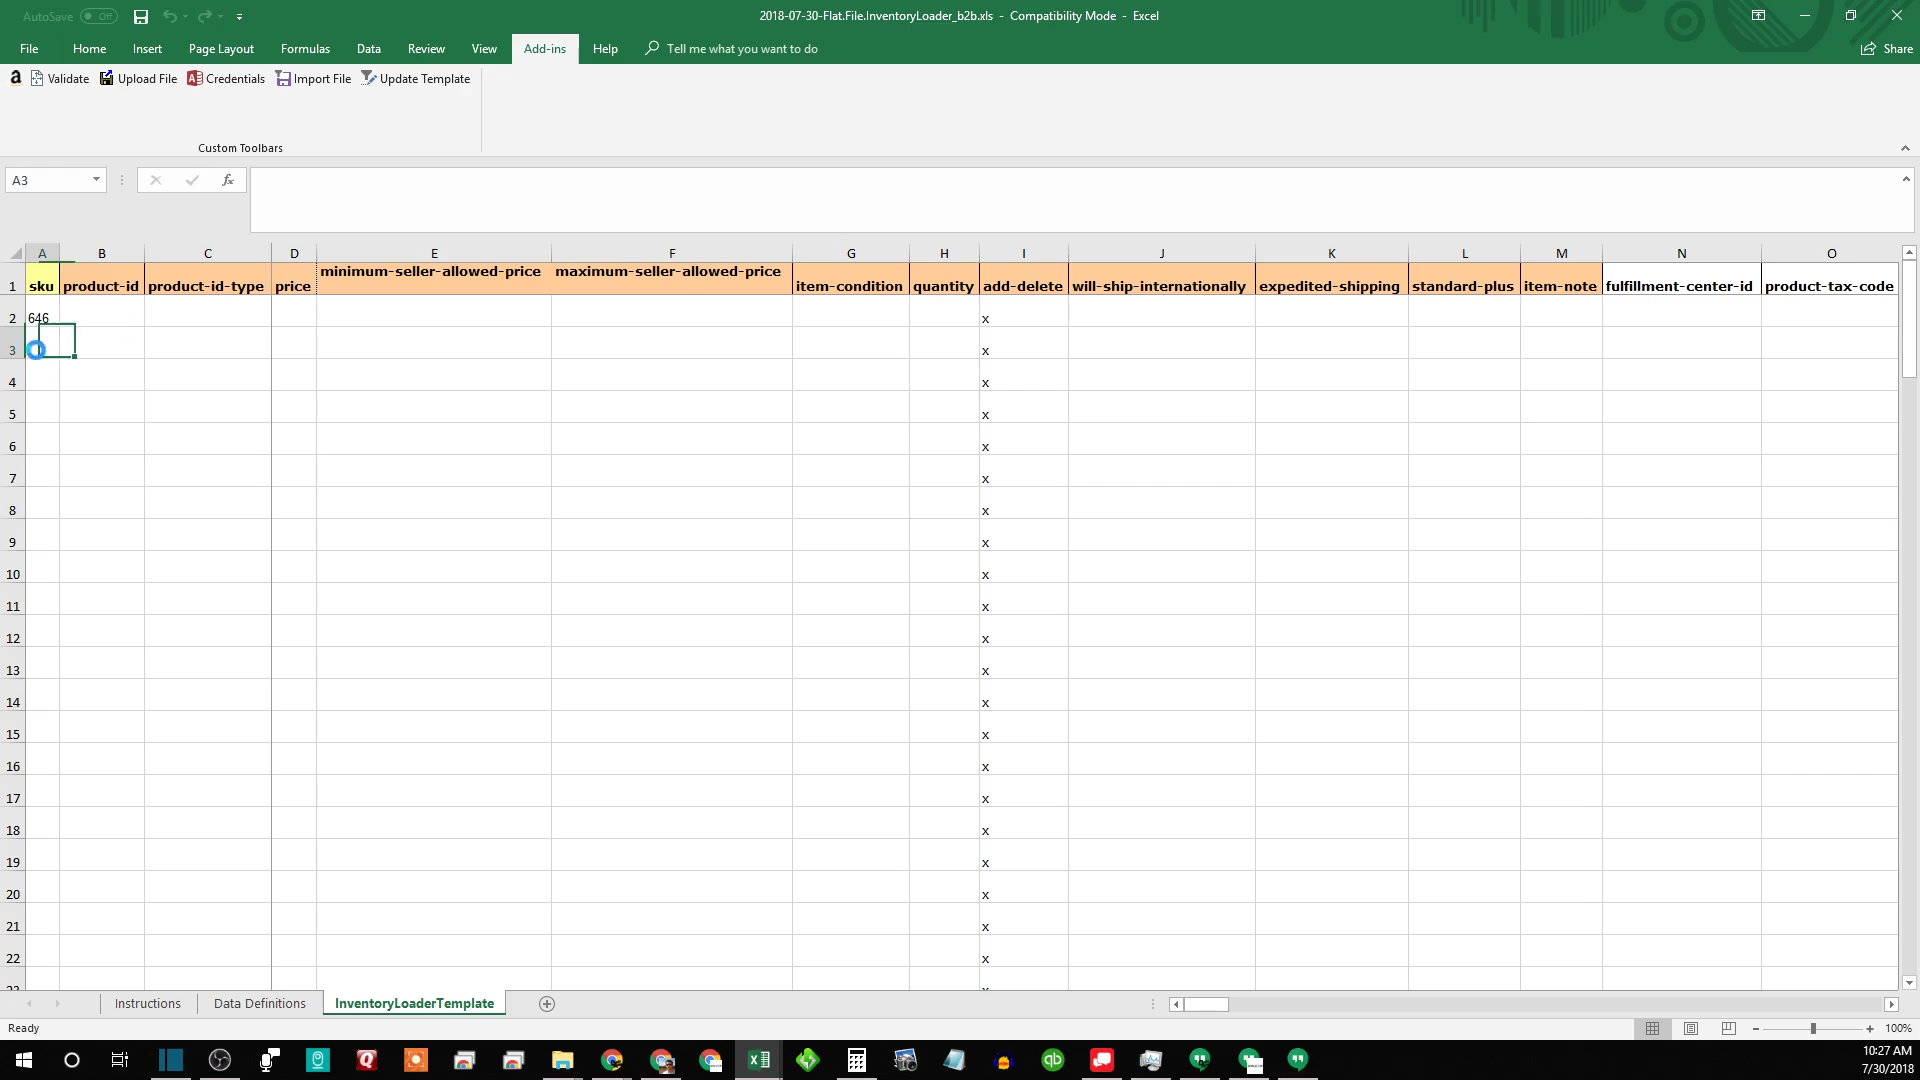 AutoSave Off 2018-07-30-Flat.File.InventoryLoader_b2b.xls - Compatibility Mode - Excel
File Home Insert Page Layout Formulas Data Review View Add-ins Help Tell me what you want to do Share
a Validate Upload File Credentials Import File Update Template
Custom Toolbars
A3 fx
A B C D E F G H I J K L M N O
1 sku product-id product-id-type price minimum-seller-allowed-price maximum-seller-allowed-price item-condition quantity add-delete will-ship-internationally expedited-shipping standard-plus item-note fulfillment-center-id product-tax-code
2 646 x
3 x
4 x
5 x
6 x
7 x
8 x
9 x
10 x
11 x
12 x
13 x
14 x
15 x
16 x
17 x
18 x
19 x
20 x
21 x
22 x
23 x
Instructions Data Definitions InventoryLoaderTemplate
Ready 100%
10:27 AM
7/30/2018